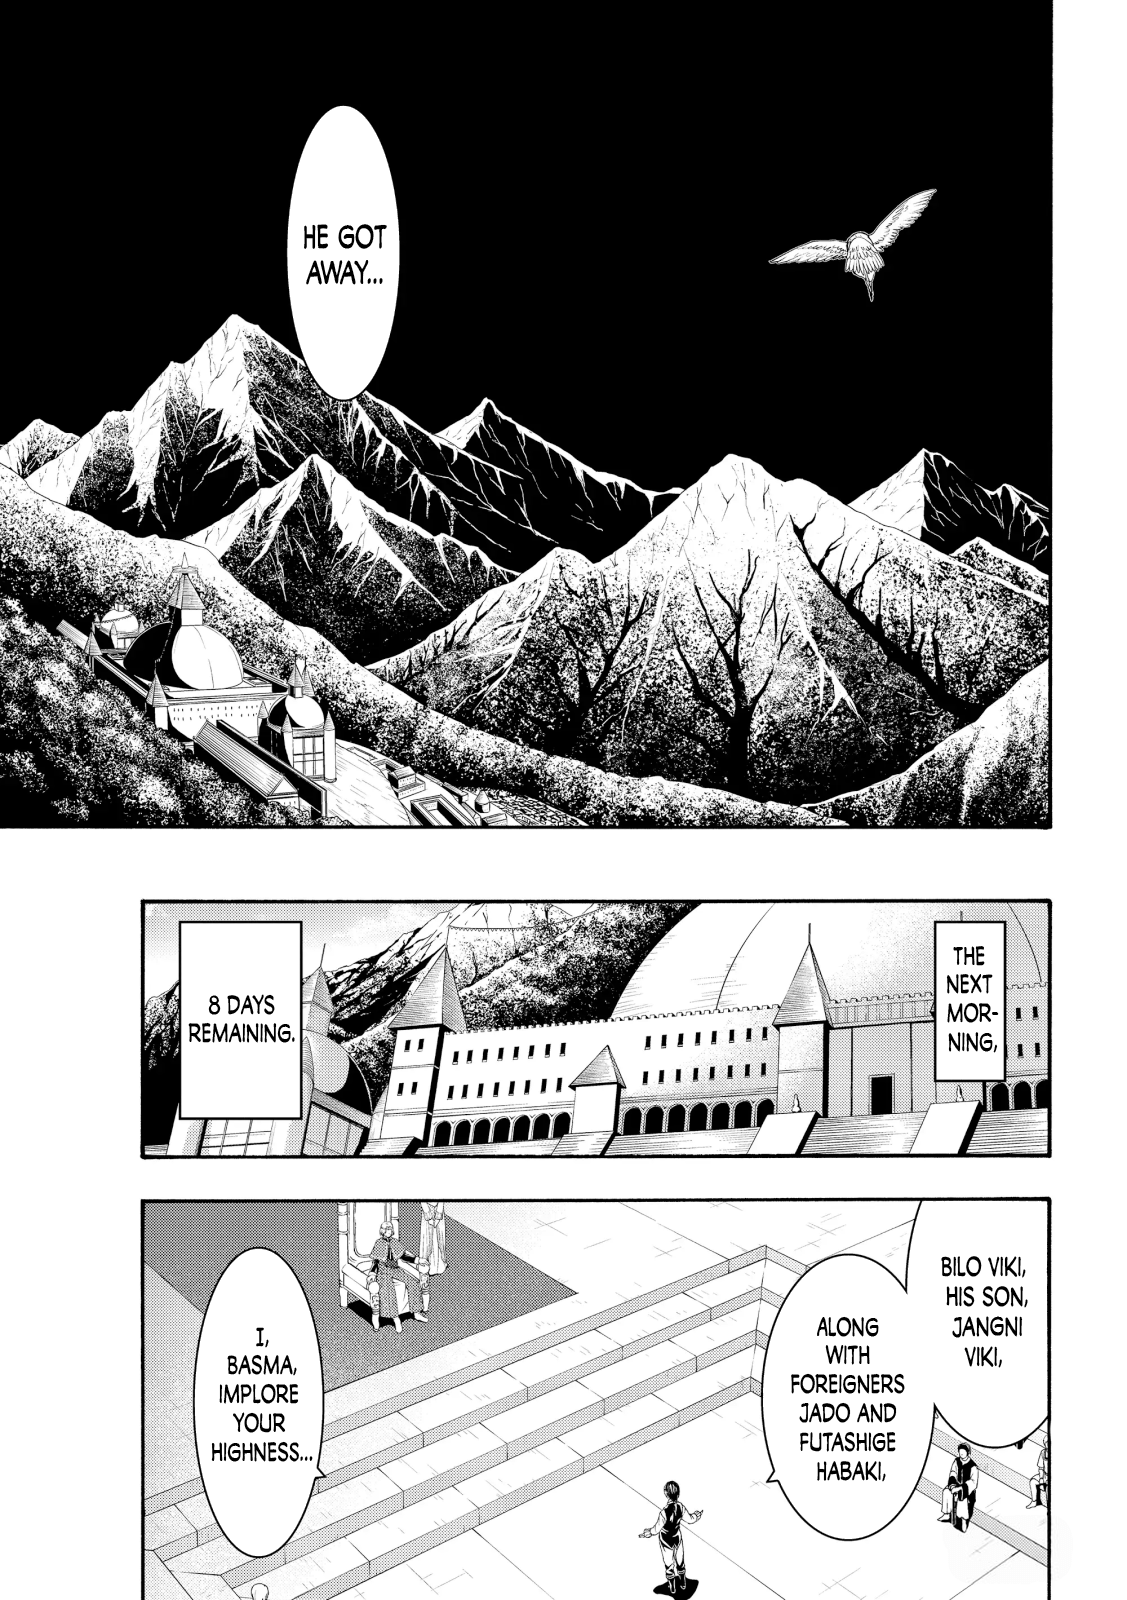 HE GOT
AWAY...
THE
NEXT
MOR-
NING,
8 DAYS
REMAINING.
BILO VIKI,
HIS SON,
JANGNI
VIKI,
ALONG
WITH
FOREIGNERS
JADO AND
FUTASHIGE
HABAKI,
I,
BASMA,
IMPLORE
YOUR
HIGHNESS...